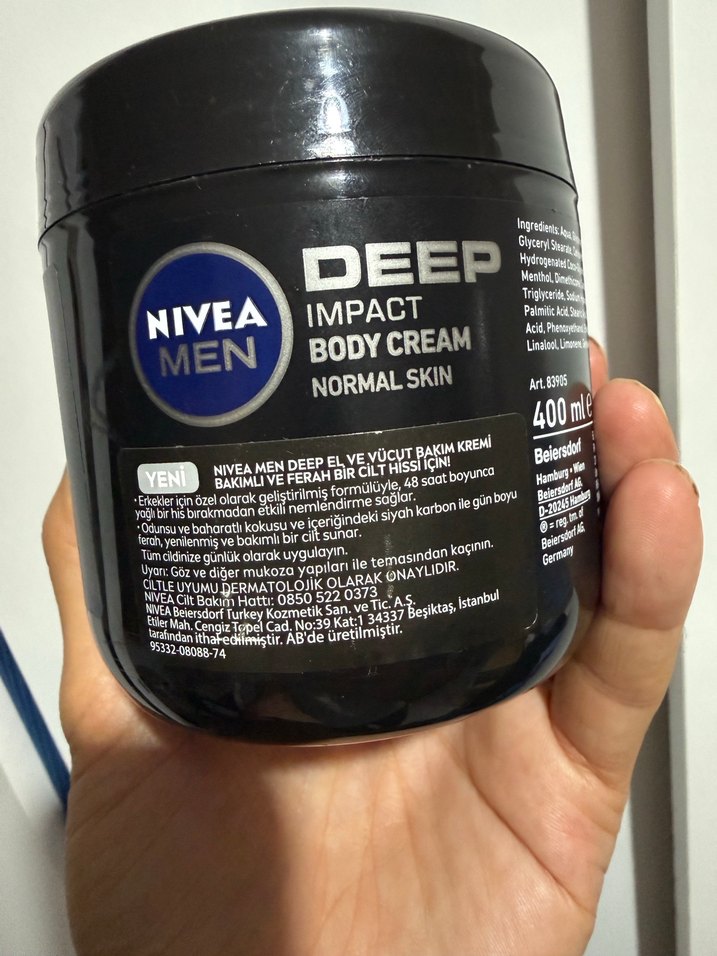 NIVEA
MEN
DEEP
IMPACT
BODY CREAM
NORMAL SKIN
YENİ
NIVEA MEN DEEP EL VE VÜCUT BAKIM KREMİ
BAKIMLI VE FERAH BİR CİLT HİSSİ İÇİN!
•Erkekler için özel olarak geliştirilmiş formülüyle, 48 saat boyunca
yağlı bir his bırakmadan etkili nemlendirme sağlar.
•Odunsu ve baharatlı kokusu ve içeriğindeki siyah karbon ile gün boyu
ferah, yenilenmiş ve bakımlı bir cilt sunar.
Tüm cildinize günlük olarak uygulayın.
Uyarı: Göz ve diğer mukoza yapıları ile temasından kaçının.
CİLTLE UYUMU DERMATOLOJİK OLARAK ONAYLIDIR.
NIVEA Cilt Bakım Hattı: 0850 522 0373
NIVEA Beiersdorf Turkey Kozmetik San. ve Tic. A.Ş.
Etiler Mah. Cengiz Topel Cad. No:39 Kat:1 34337 Beşiktaş, İstanbul
tarafından ithal edilmiştir. AB'de üretilmiştir.
95332-08088-74
Ingredients: Aqua,
Glyceryl Stearate,
Hydrogenated
Menthol,
Triglyceride, Sodium
Palmitic Acid,
Acid,
Linalool, Limonene,
Art. 83905
400 ml e
Beiersdorf
Hamburg • Wien
Beiersdorf AG,
D-20245 Hamburg
® = reg. tm. of
Beiersdorf AG,
Germany